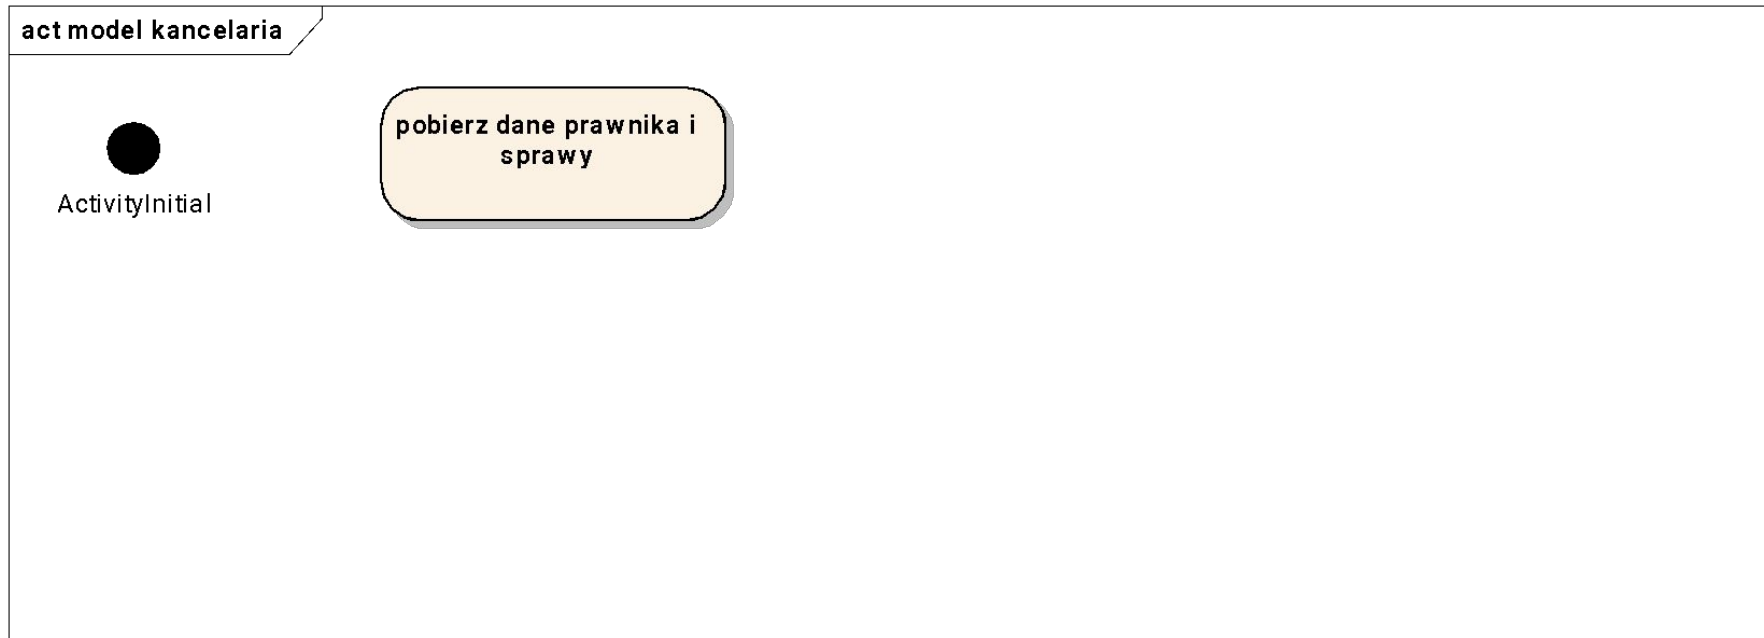 act model kancelaria
pobierz dane prawnika i
sprawy
ActivityInitial